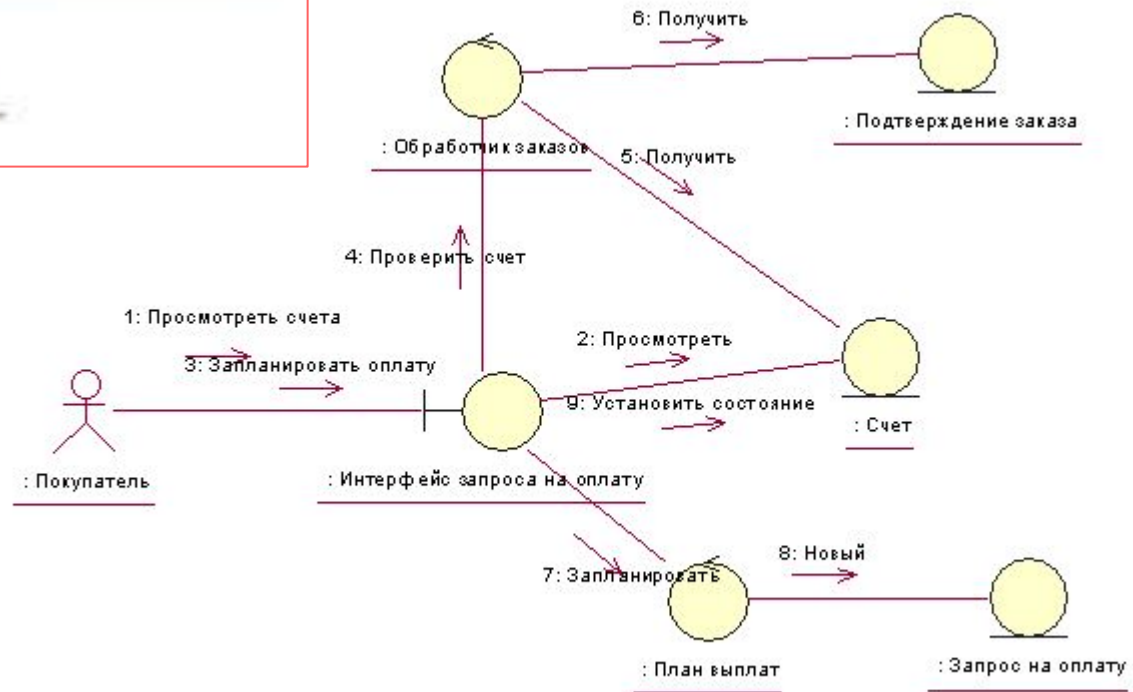 6: Получить
: Подтверждение заказа
: Обработчик заказов
5: Получить
4: Проверить счет
1: Просмотреть счета
2: Просмотреть
3: Запланировать оплату
9: Установить состояние
: Счет
: Покупатель
: Интерфейс запроса на оплату
8: Новый
7: Запланировать
: План выплат
: Запрос на оплату